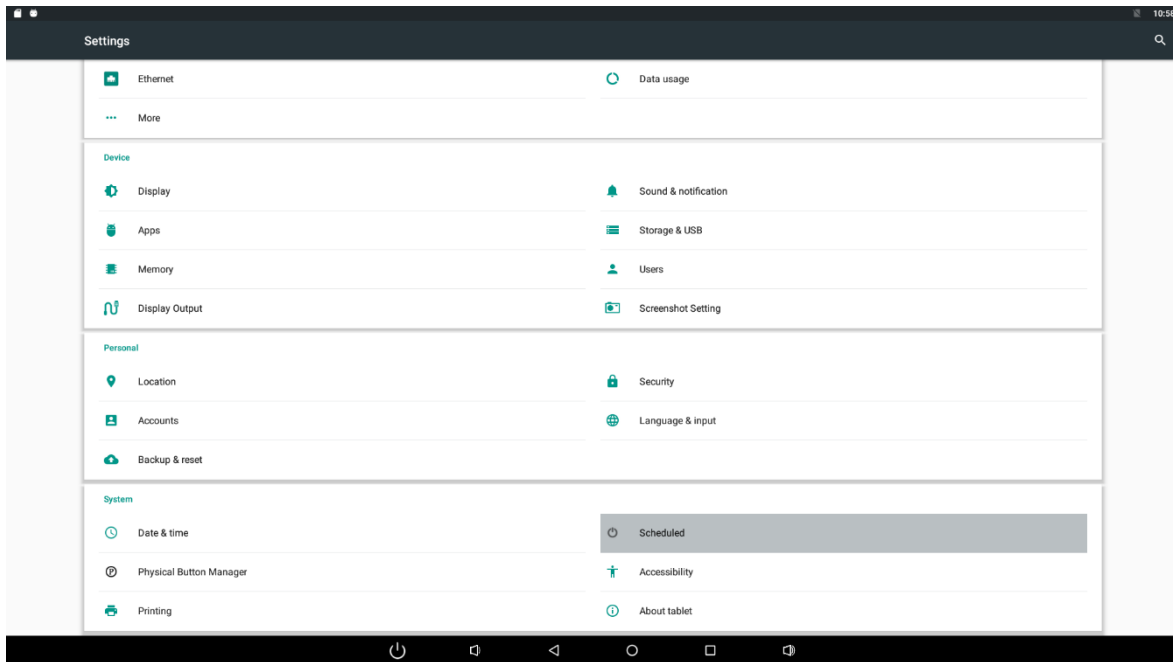 10:58
Settings
Ethernet
Data usage
More
Device
Display
Sound & notification
Apps
Storage & USB
Memory
Users
Display Output
Screenshot Setting
Personal
Location
Security
Accounts
Language & input
Backup & reset
System
Date & time
Scheduled
Physical Button Manager
Accessibility
Printing
About tablet